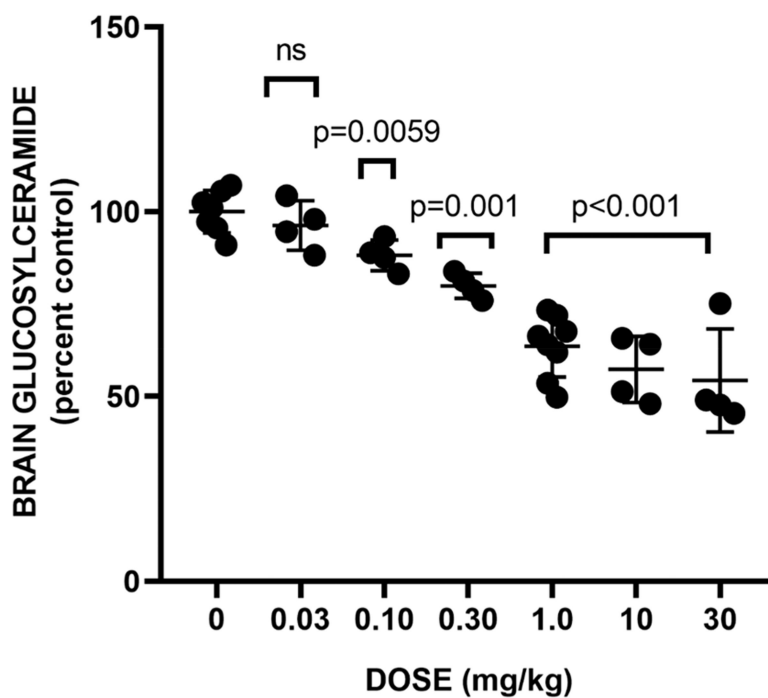 150
ns
p=0.0059
p=0.001
p<0.001
100
50
0
BRAIN GLUCOSYLCERAMIDE
(percent control)
0 0.03 0.10 0.30 1.0 10 30
DOSE (mg/kg)